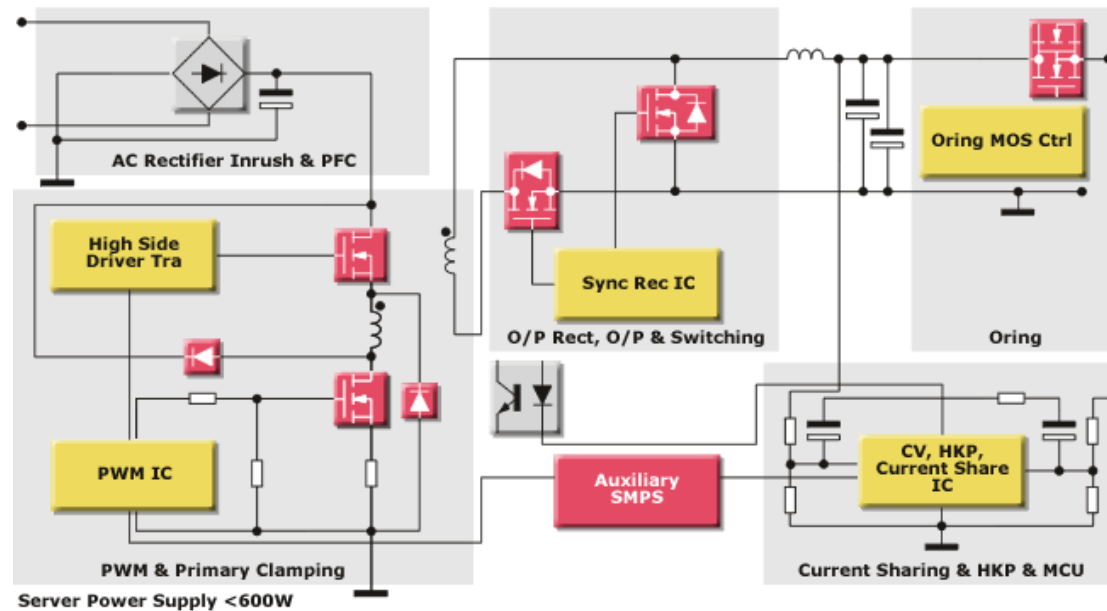 AC Rectifier Inrush & PFC
Oring MOS Ctrl
High Side
Driver Tra
Sync Rec IC
O/P Rect, O/P & Switching
Oring
PWM IC
Auxiliary
SMPS
CV, HKP,
Current Share
IC
PWM & Primary Clamping
Current Sharing & HKP & MCU
Server Power Supply <600W